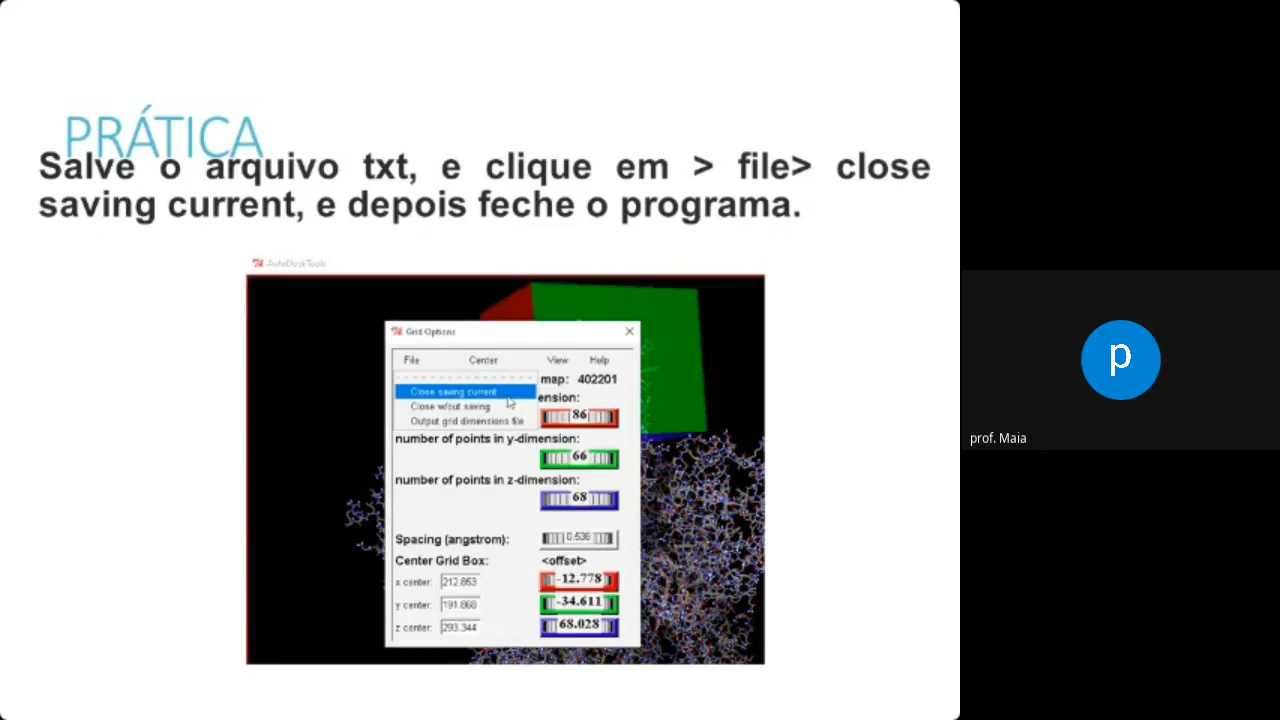 PRÁTICA
Salve o arquivo txt, e clique em > file> close
saving current, e depois feche o programa.
AutoDockTools
Grid Options
File Center View Help
map: 402201
Close saving current
ension:
Close w/out saving
86
Output grid dimensions file
number of points in y-dimension:
66
number of points in z-dimension:
68
Spacing (angstrom): 0.536
Center Grid Box: <offset>
x center: 212.853 -12.778
y center: 191.868 -34.611
z center: 293.344 68.028
p
prof. Maia